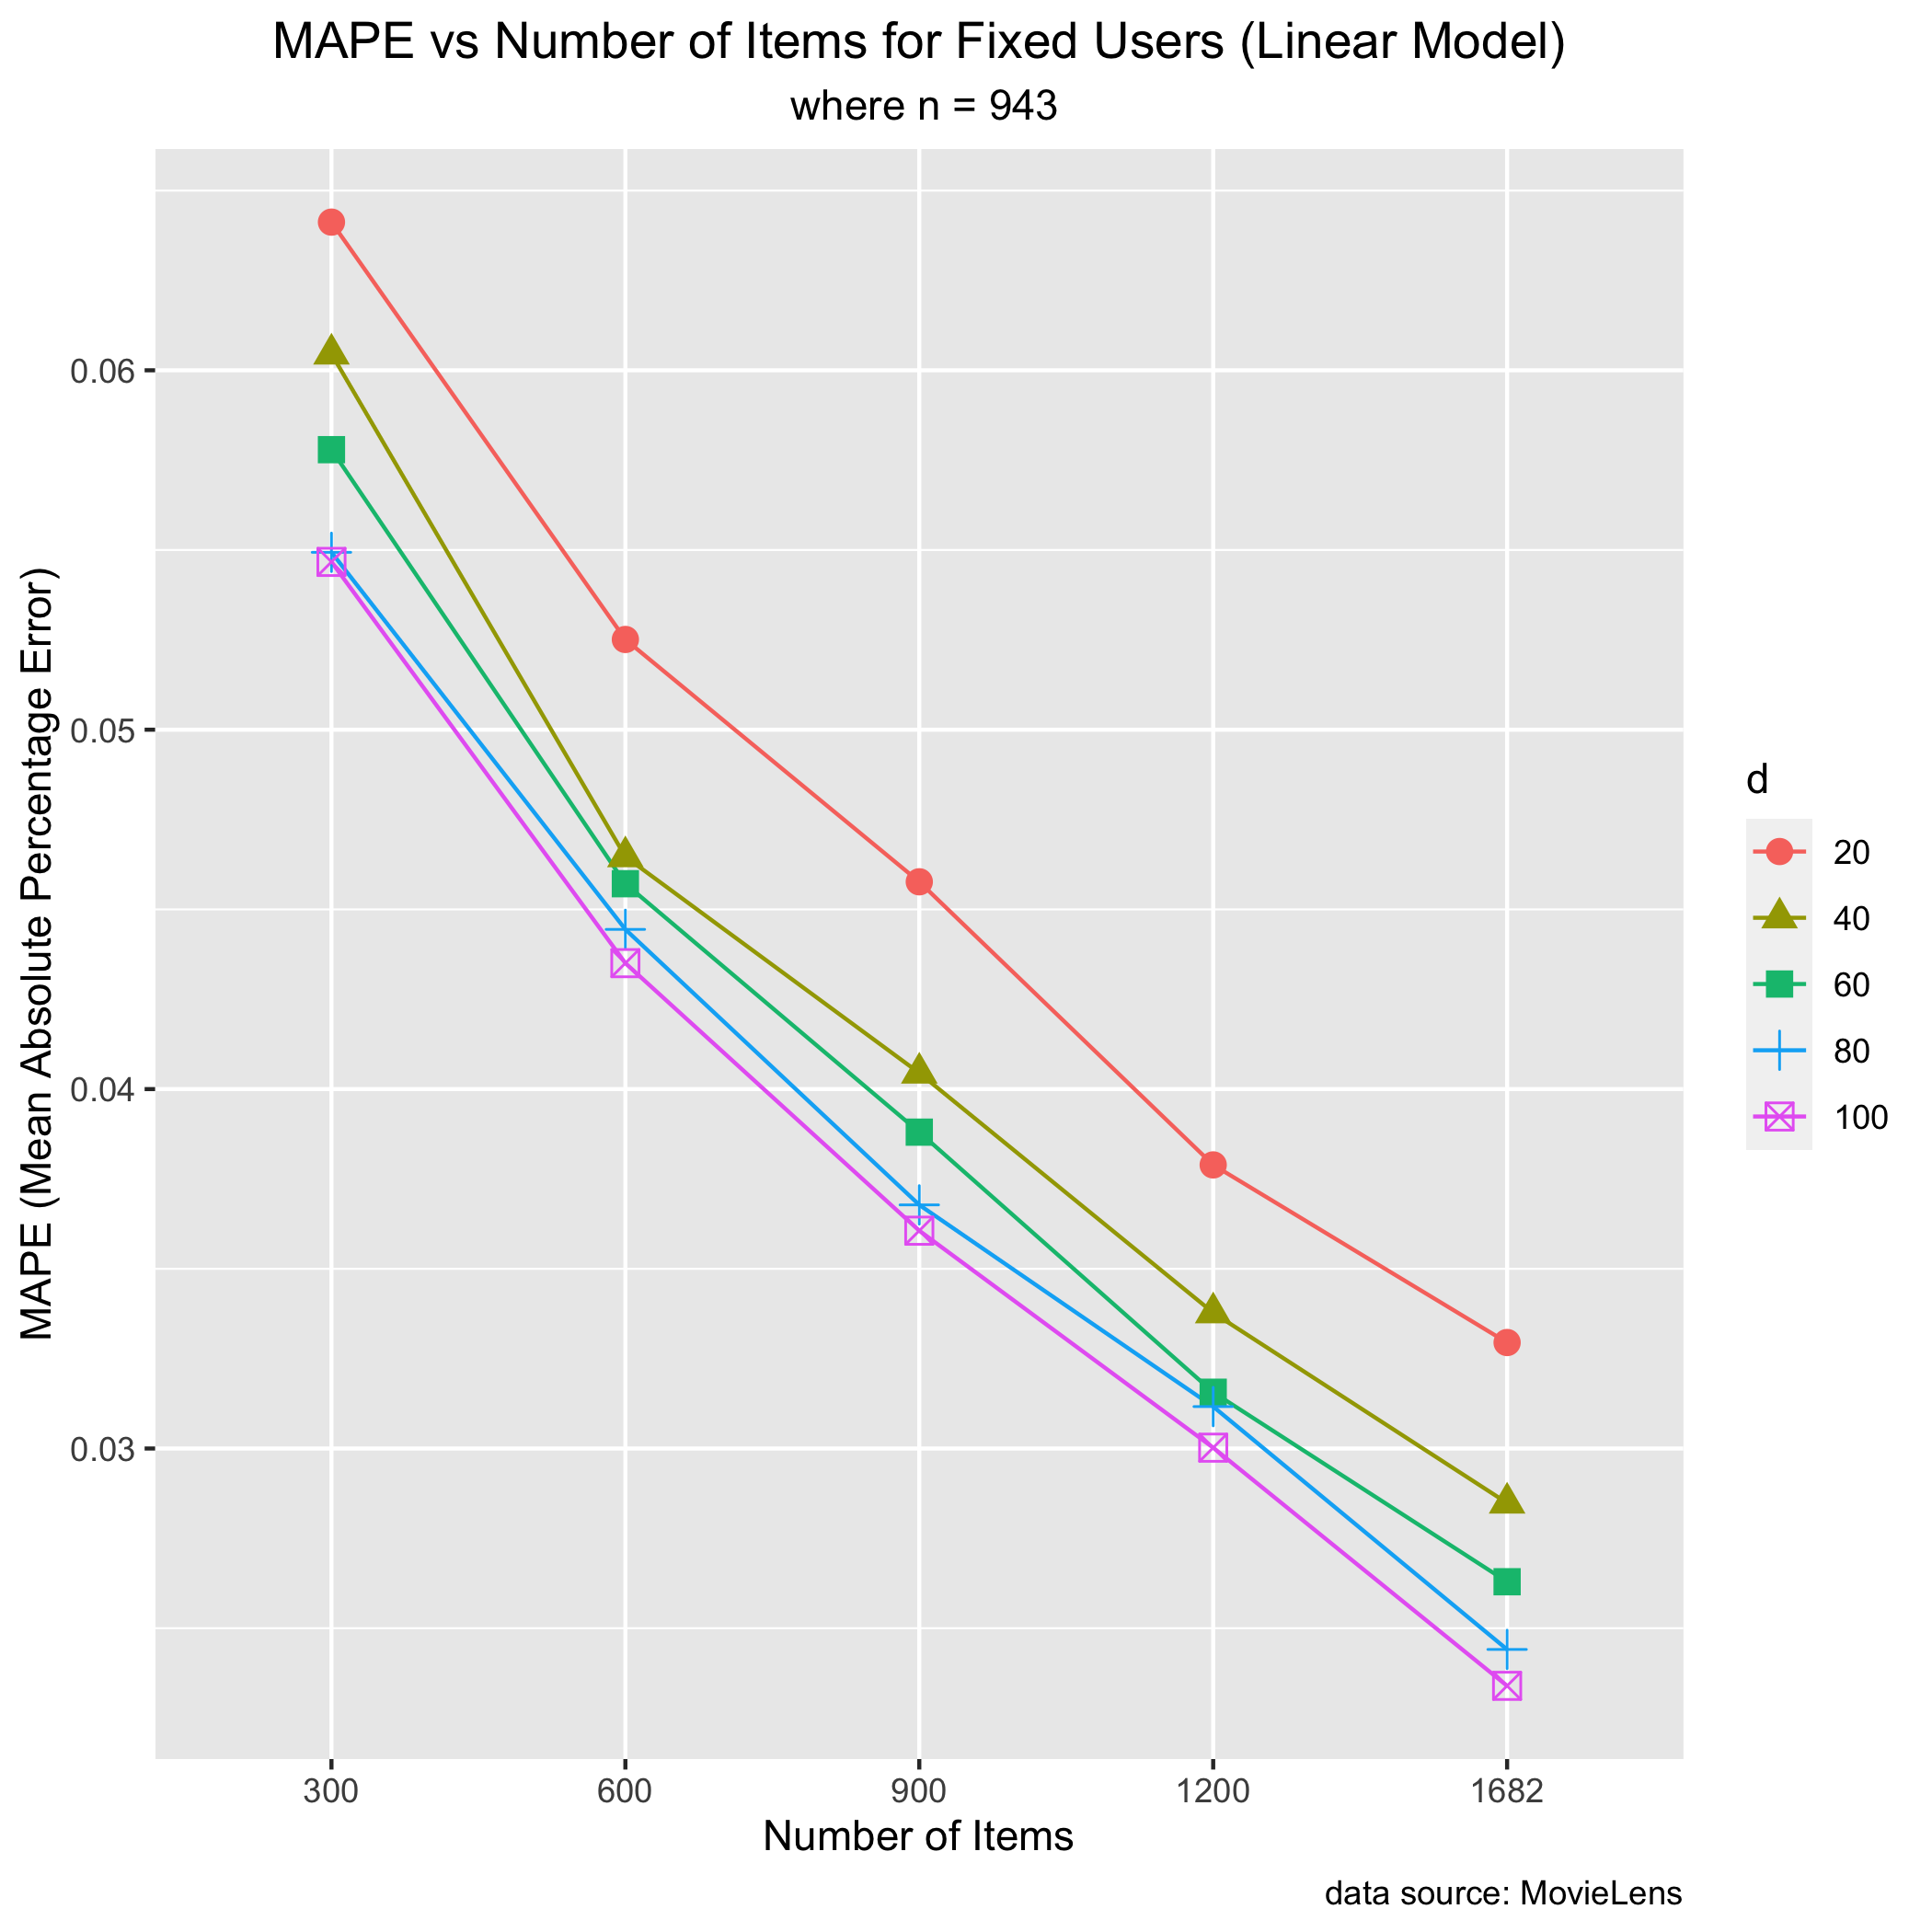 MAPE vs Number of Items for Fixed Users (Linear Model)
where n = 943
MAPE (Mean Absolute Percentage Error)
0.06
0.05
0.04
0.03
300 600 900 1200 1682
Number of Items
d
20
40
60
80
100
data source: MovieLens